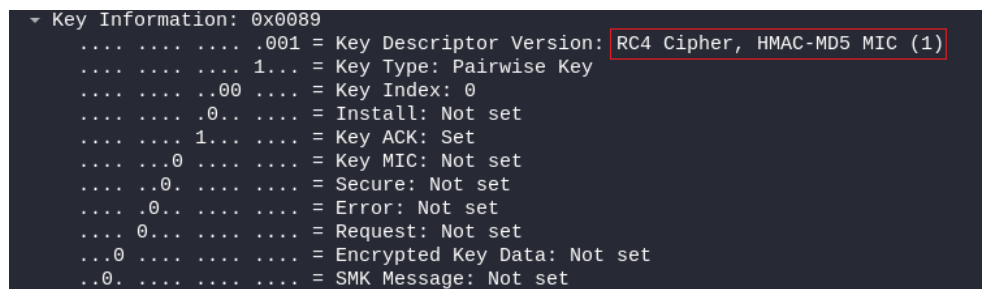 ▾ Key Information: 0x0089
.... .... .... .001 = Key Descriptor Version: RC4 Cipher, HMAC-MD5 MIC (1)
.... .... .... 1... = Key Type: Pairwise Key
.... .... ..00 .... = Key Index: 0
.... .... .0.. .... = Install: Not set
.... .... 1... .... = Key ACK: Set
.... ...0 .... .... = Key MIC: Not set
.... ..0. .... .... = Secure: Not set
.... .0.. .... .... = Error: Not set
.... 0... .... .... = Request: Not set
...0 .... .... .... = Encrypted Key Data: Not set
..0. .... .... .... = SMK Message: Not set